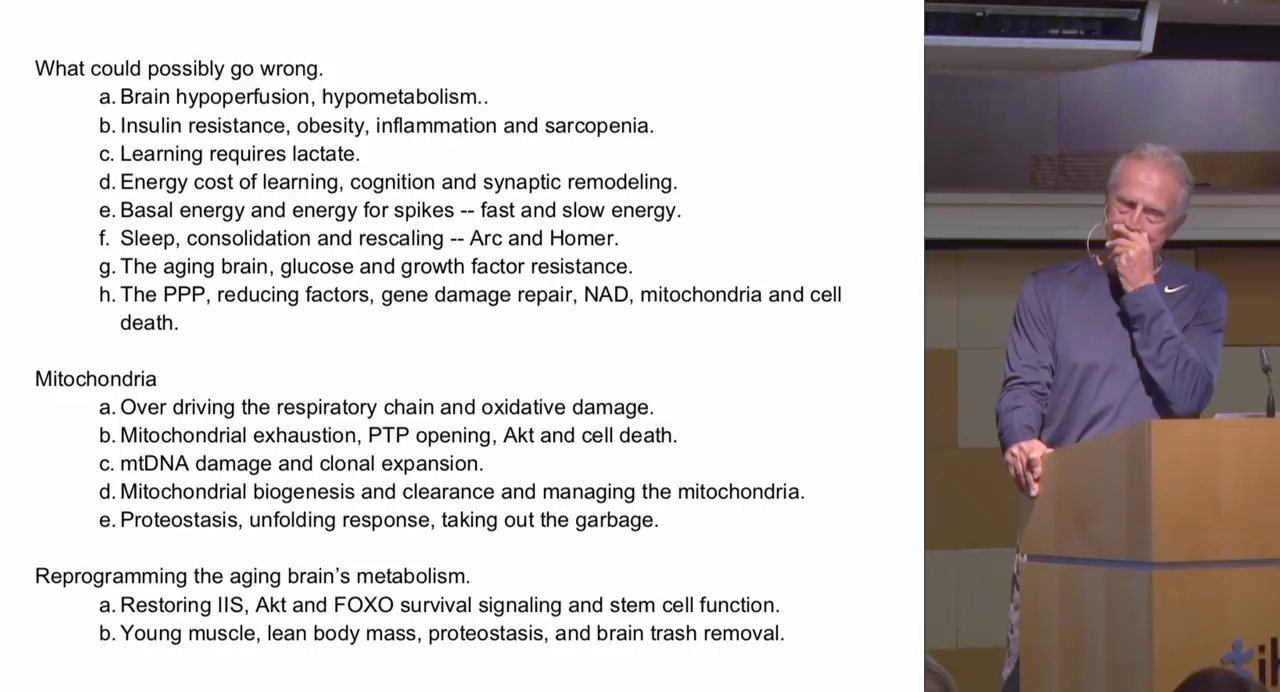 What could possibly go wrong.
a. Brain hypoperfusion, hypometabolism..
b. Insulin resistance, obesity, inflammation and sarcopenia.
c. Learning requires lactate.
d. Energy cost of learning, cognition and synaptic remodeling.
e. Basal energy and energy for spikes -- fast and slow energy.
f. Sleep, consolidation and rescaling -- Arc and Homer.
g. The aging brain, glucose and growth factor resistance.
h. The PPP, reducing factors, gene damage repair, NAD, mitochondria and cell
death.
Mitochondria
a. Over driving the respiratory chain and oxidative damage.
b. Mitochondrial exhaustion, PTP opening, Akt and cell death.
c. mtDNA damage and clonal expansion.
d. Mitochondrial biogenesis and clearance and managing the mitochondria.
e. Proteostasis, unfolding response, taking out the garbage.
Reprogramming the aging brain’s metabolism.
a. Restoring IIS, Akt and FOXO survival signaling and stem cell function.
b. Young muscle, lean body mass, proteostasis, and brain trash removal.